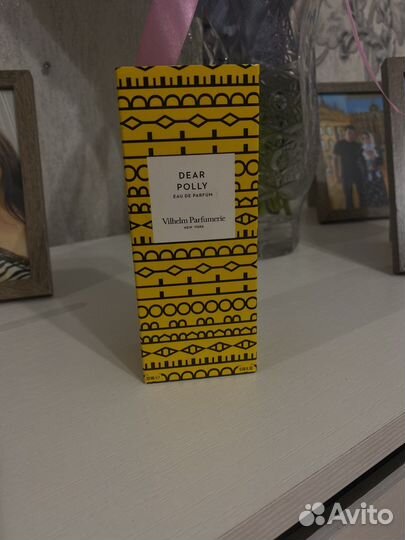 DEAR
POLLY
EAU DE PARFUM
Vilhelm Parfumerie
NEW YORK
Avito